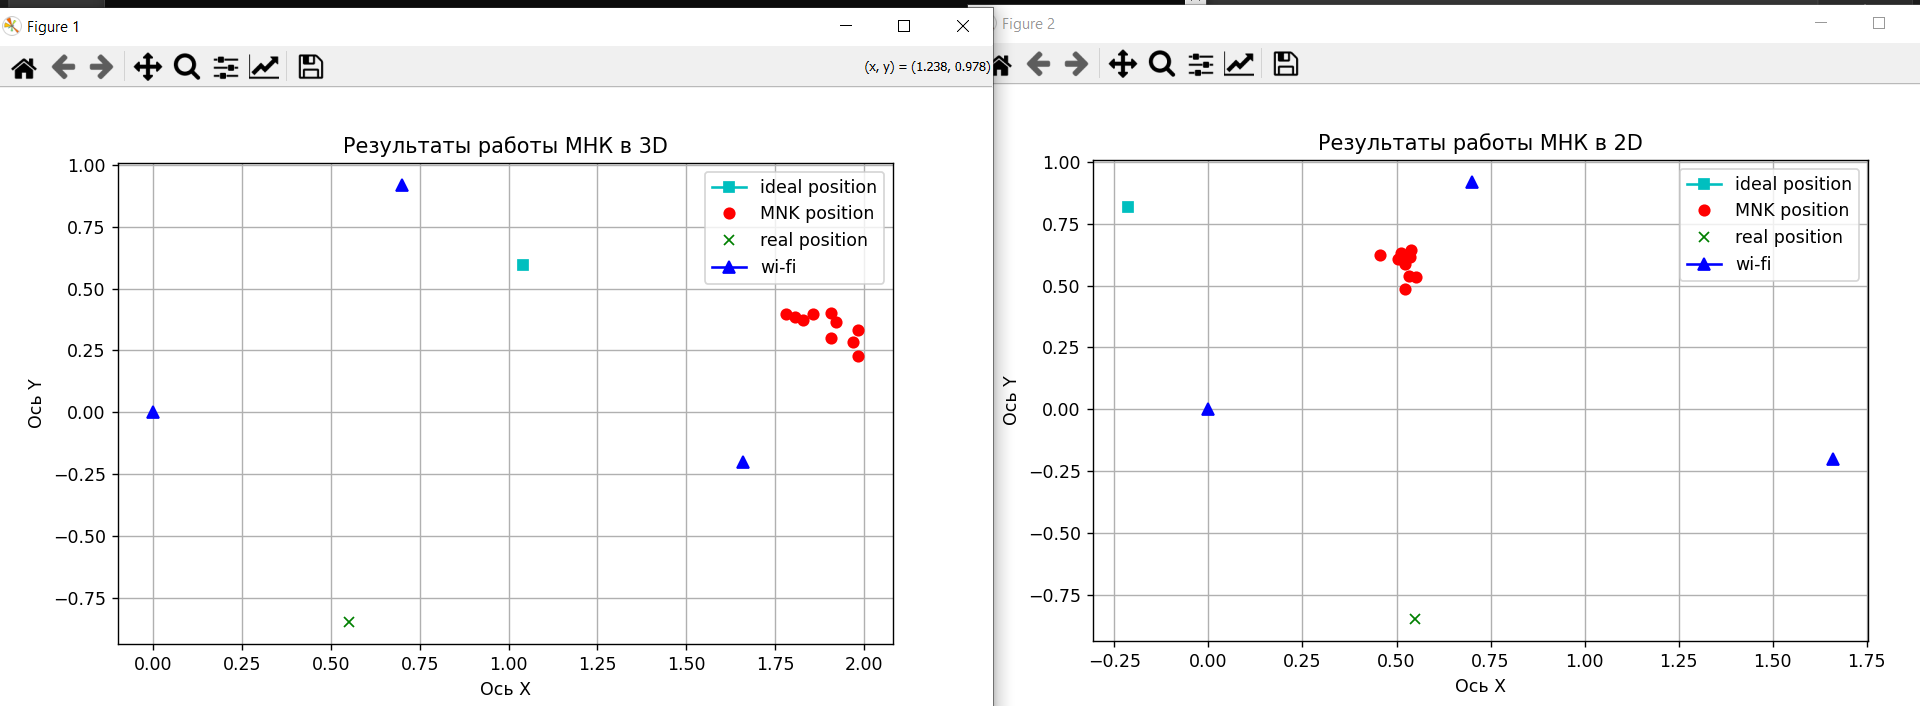 Figure 1
(x, y) = (1.238, 0.978)
Результаты работы МНК в 3D
1.00
0.75
0.50
0.25
0.00
−0.25
−0.50
−0.75
Ось Y
ideal position
MNK position
real position
wi-fi
0.00 0.25 0.50 0.75 1.00 1.25 1.50 1.75 2.00
Ось X
Figure 2
Результаты работы МНК в 2D
1.00
0.75
0.50
0.25
0.00
−0.25
−0.50
−0.75
Ось Y
ideal position
MNK position
real position
wi-fi
−0.25 0.00 0.25 0.50 0.75 1.00 1.25 1.50 1.75
Ось X